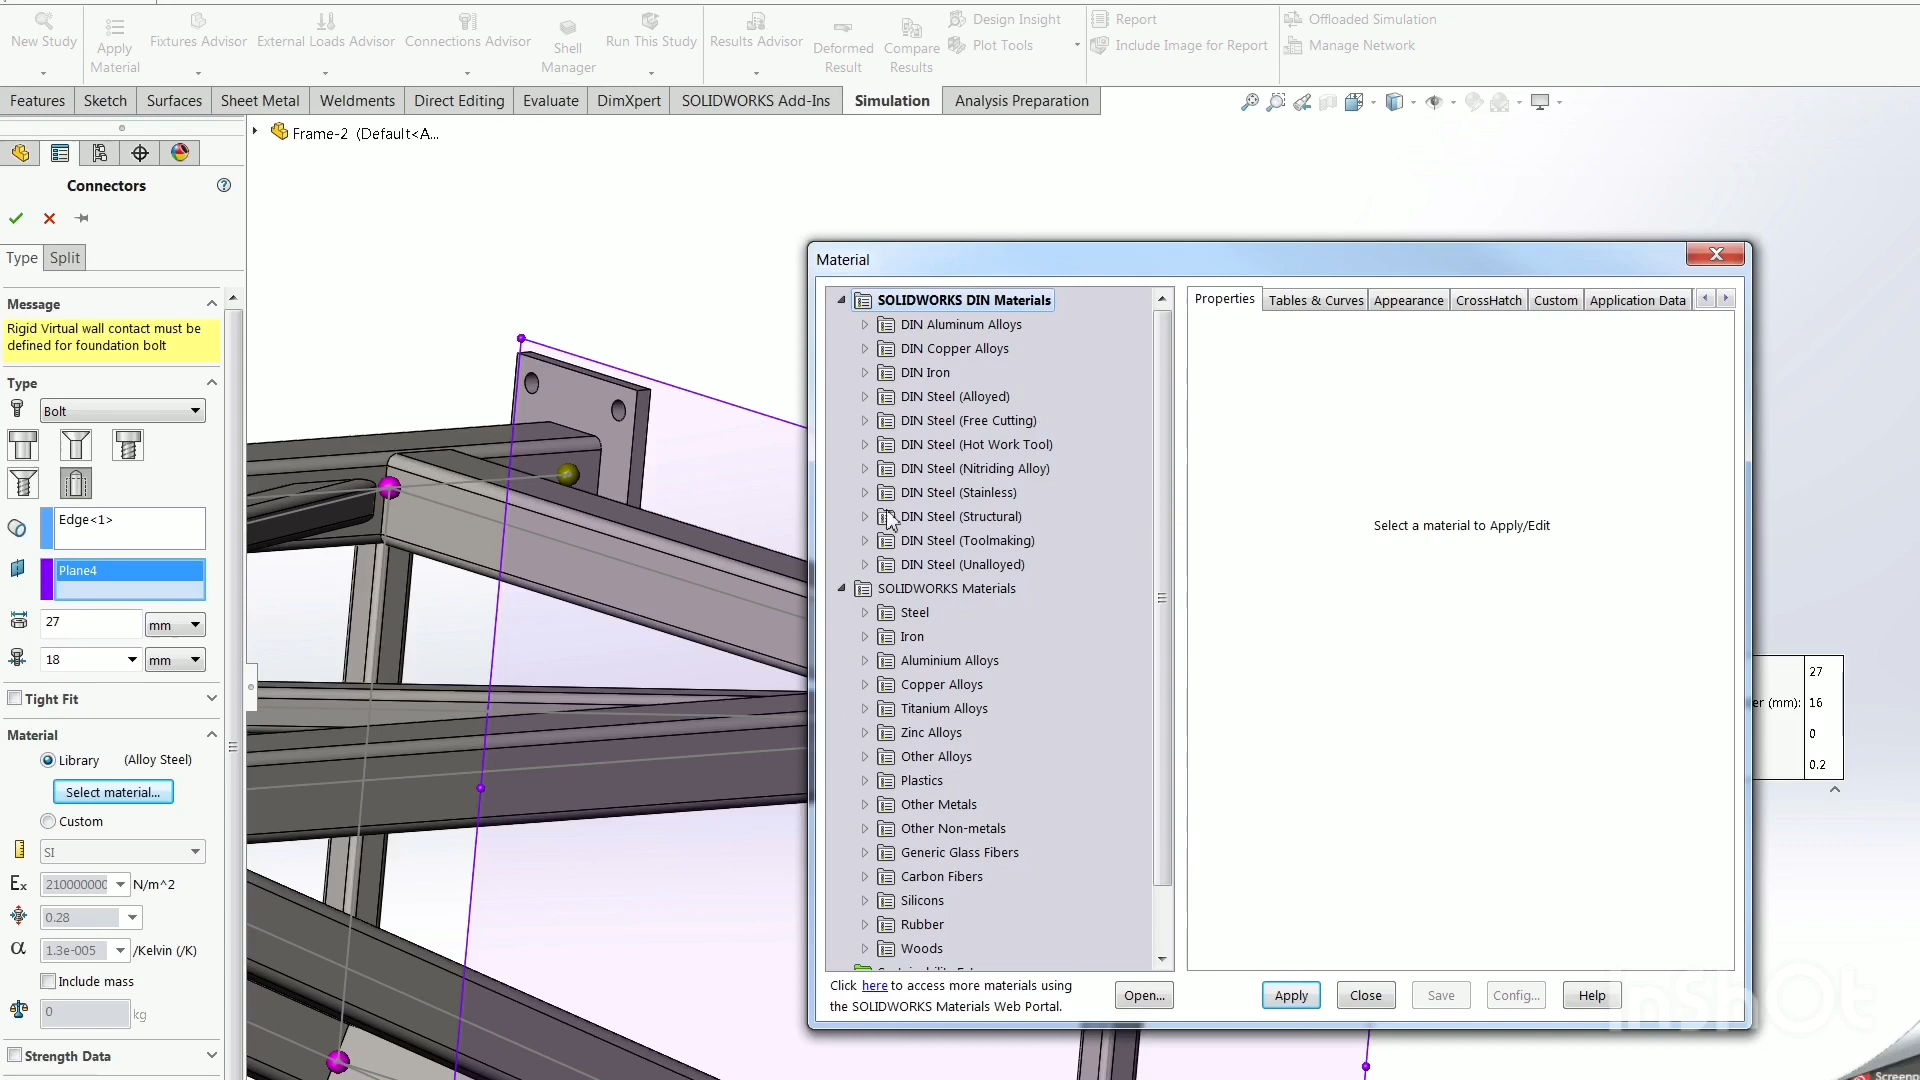 New Study
Apply
Material
Fixtures Advisor
External Loads Advisor
Connections Advisor
Shell
Manager
Run This Study
Results Advisor
Deformed
Result
Compare
Results
Design Insight
Plot Tools
Report
Include Image for Report
Offloaded Simulation
Manage Network
Features
Sketch
Surfaces
Sheet Metal
Weldments
Direct Editing
Evaluate
DimXpert
SOLIDWORKS Add-Ins
Simulation
Analysis Preparation
Frame-2 (Default<A...
Connectors
Type
Split
Message
Rigid Virtual wall contact must be
defined for foundation bolt
Type
Bolt
Edge<1>
Plane4
27
mm
18
mm
Tight Fit
Material
Library (Alloy Steel)
Select material...
Custom
SI
Ex 210000000 N/m^2
0.28
α 1.3e-005 /Kelvin (/K)
Include mass
0 kg
Strength Data
Material
SOLIDWORKS DIN Materials
DIN Aluminum Alloys
DIN Copper Alloys
DIN Iron
DIN Steel (Alloyed)
DIN Steel (Free Cutting)
DIN Steel (Hot Work Tool)
DIN Steel (Nitriding Alloy)
DIN Steel (Stainless)
DIN Steel (Structural)
DIN Steel (Toolmaking)
DIN Steel (Unalloyed)
SOLIDWORKS Materials
Steel
Iron
Aluminium Alloys
Copper Alloys
Titanium Alloys
Zinc Alloys
Other Alloys
Plastics
Other Metals
Other Non-metals
Generic Glass Fibers
Carbon Fibers
Silicons
Rubber
Woods
Click here to access more materials using
the SOLIDWORKS Materials Web Portal.
Open...
Properties
Tables & Curves
Appearance
CrossHatch
Custom
Application Data
Select a material to Apply/Edit
Apply
Close
Save
Config...
Help
27
er (mm): 16
0
0.2
InShOt